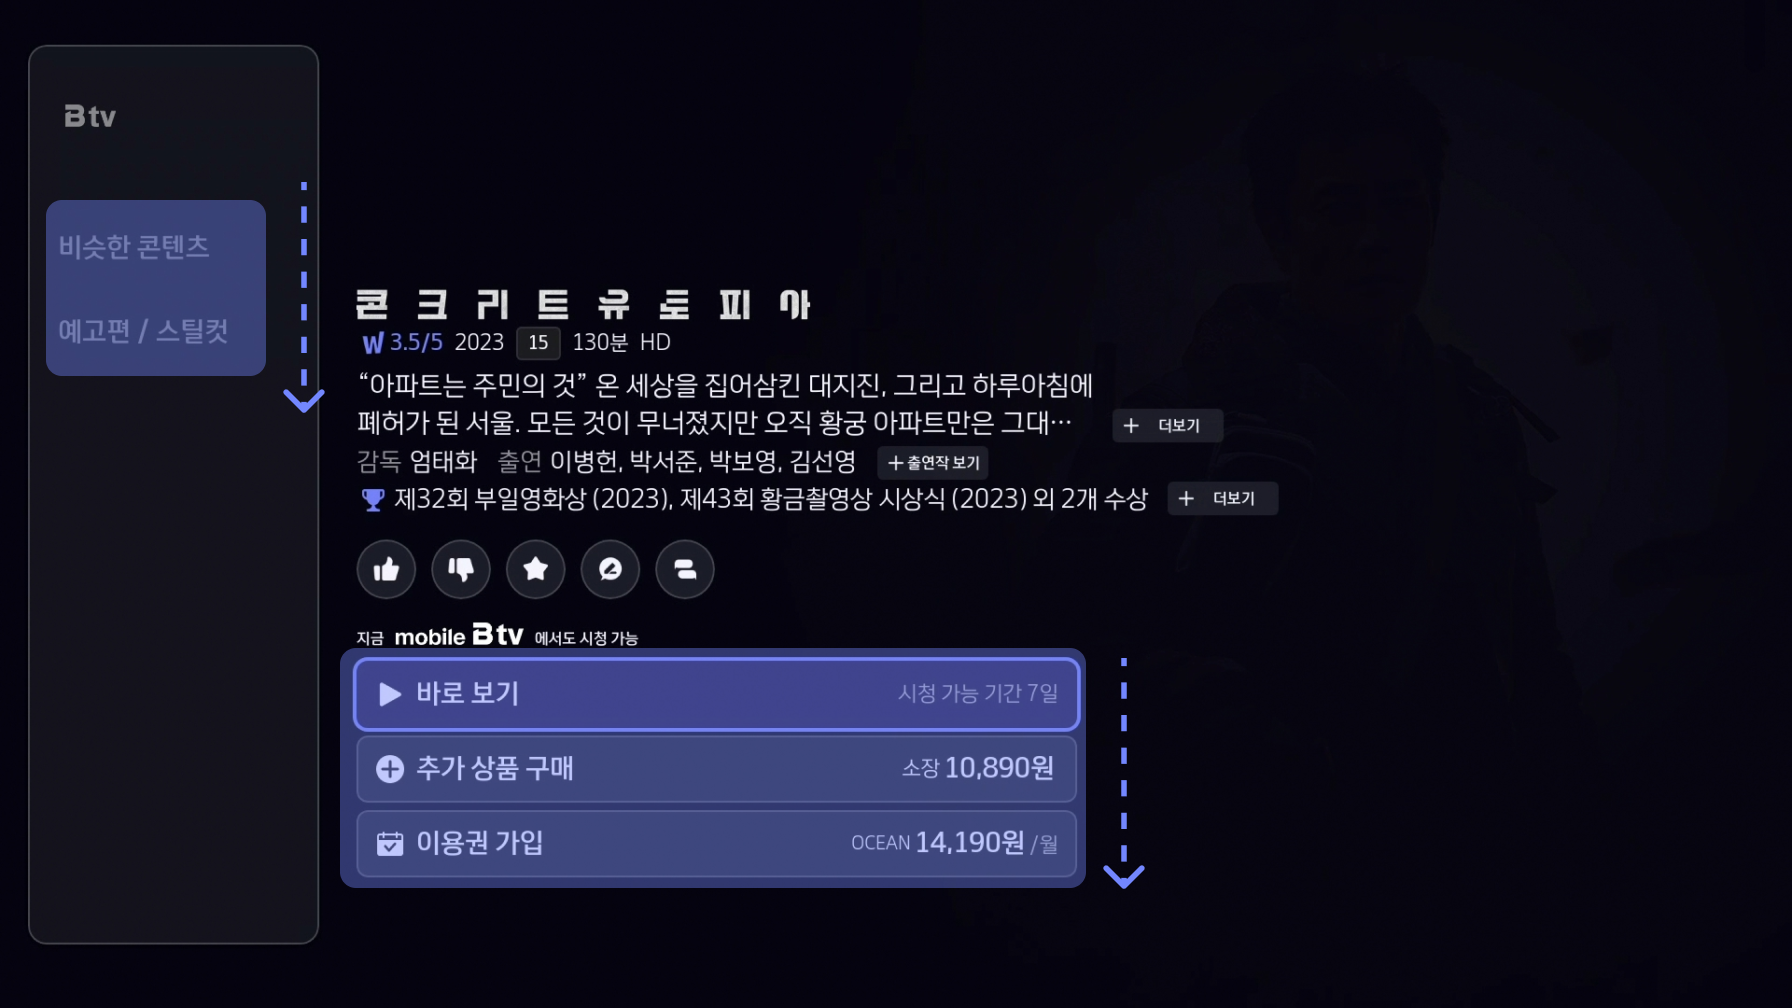 B tv
비슷한 콘텐츠
예고편 / 스틸컷
콘크리트유토피아
W 3.5/5 2023 15 130분 HD
“아파트는 주민의 것” 온 세상을 집어삼킨 대지진, 그리고 하루아침에
폐허가 된 서울. 모든 것이 무너졌지만 오직 황궁 아파트만은 그대… + 더보기
감독 엄태화 출연 이병헌, 박서준, 박보영, 김선영 +출연작 보기
제32회 부일영화상 (2023), 제43회 황금촬영상 시상식 (2023) 외 2개 수상 + 더보기
지금 mobile B tv 에서도 시청 가능
바로 보기 시청 가능 기간 7일
추가 상품 구매 소장 10,890원
이용권 가입 OCEAN 14,190원 /월